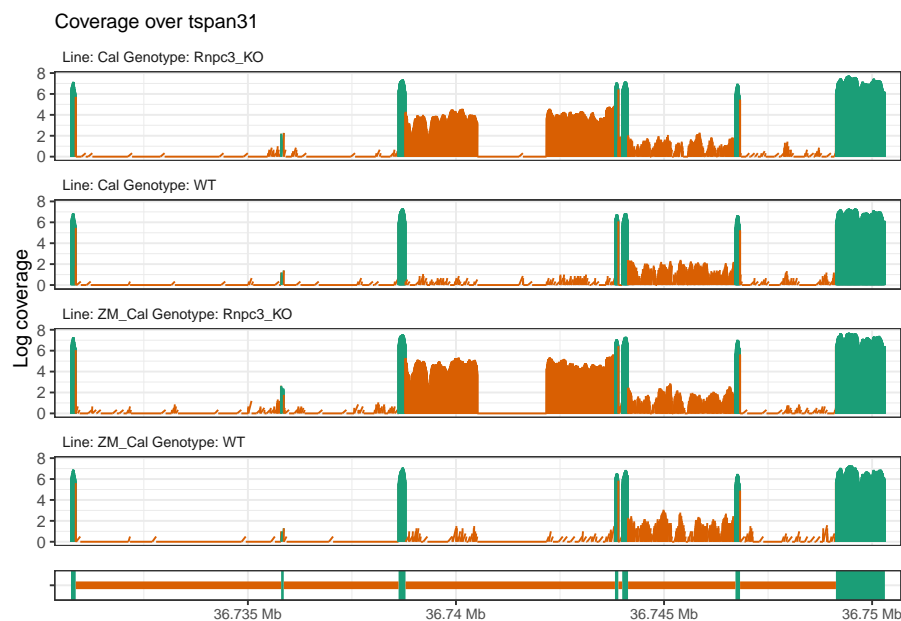 Coverage over tspan31
Line: Cal Genotype: Rnpc3_KO
8
6
4
2
0
Line: Cal Genotype: WT
8
6
4
2
0
Log coverage
Line: ZM_Cal Genotype: Rnpc3_KO
8
6
4
2
0
Line: ZM_Cal Genotype: WT
8
6
4
2
0
36.735 Mb 36.74 Mb 36.745 Mb 36.75 Mb